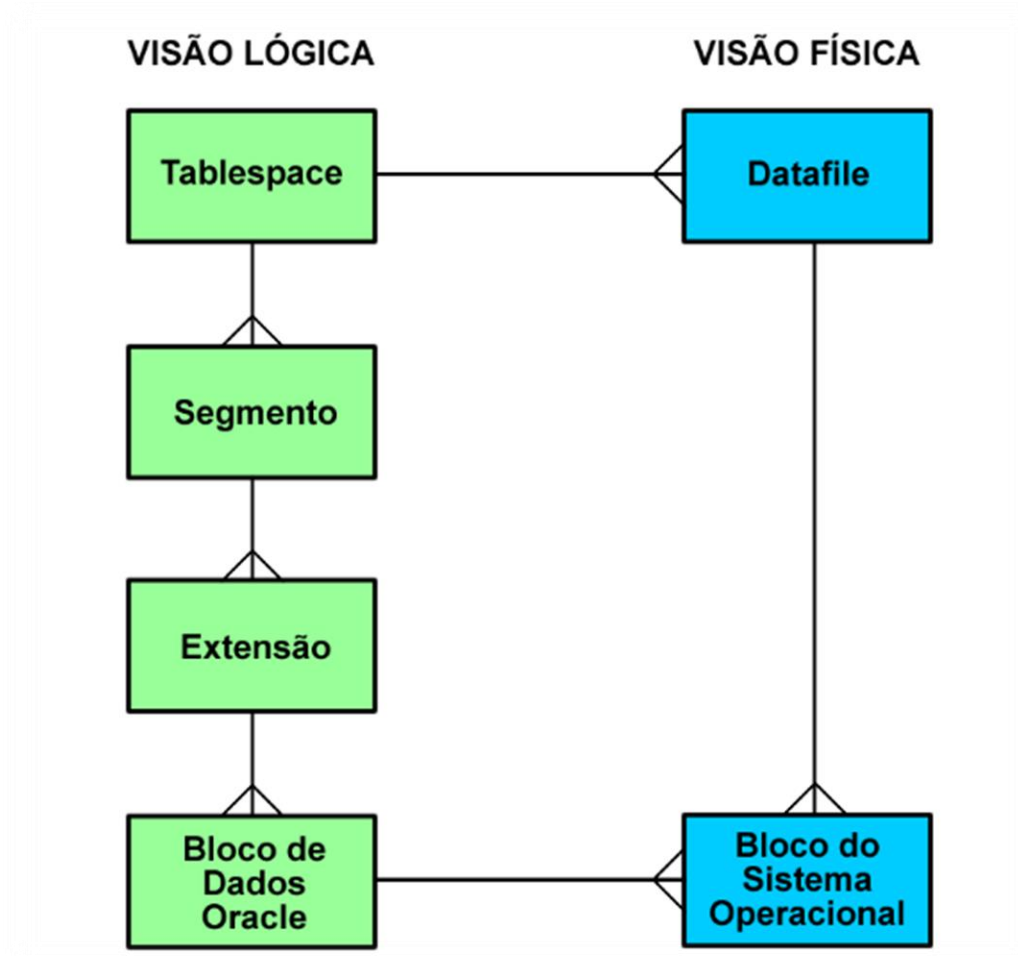 VISÃO LÓGICA
VISÃO FÍSICA
Tablespace
Datafile
Segmento
Extensão
Bloco de
Dados
Oracle
Bloco do
Sistema
Operacional